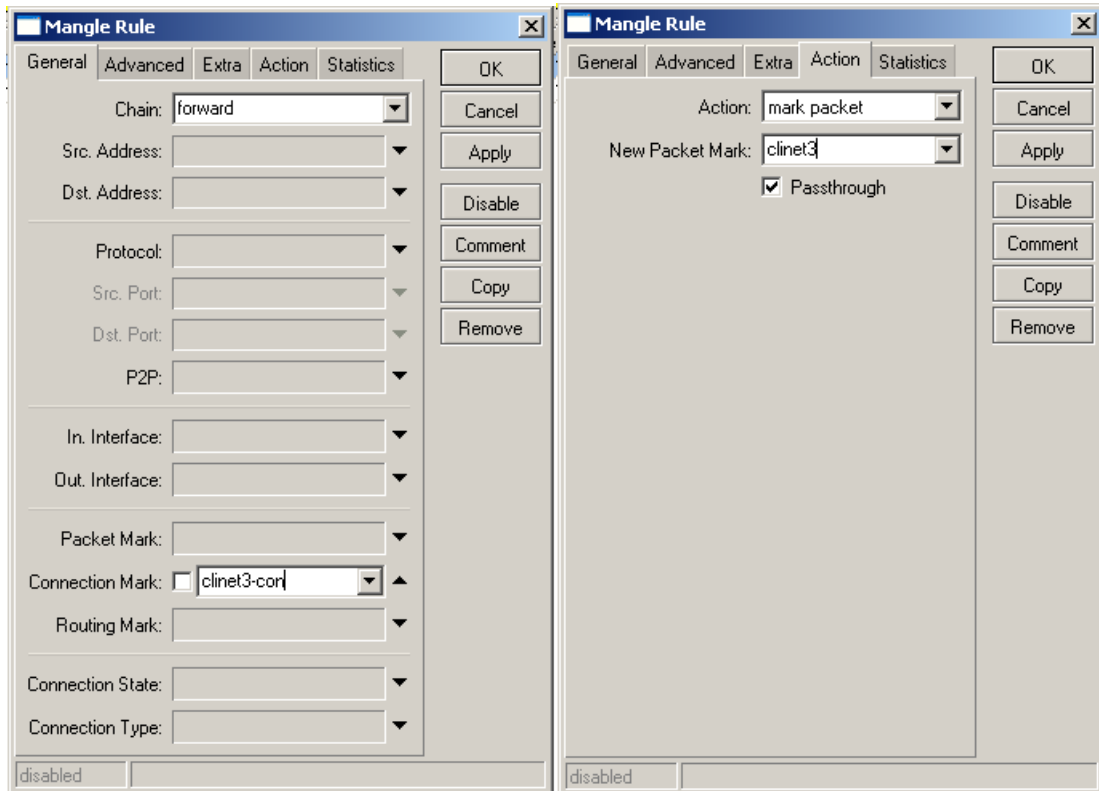 Mangle Rule
General Advanced Extra Action Statistics
Chain: forward
Src. Address:
Dst. Address:
Protocol:
Src. Port:
Dst. Port:
P2P:
In. Interface:
Out. Interface:
Packet Mark:
Connection Mark: clinet3-con
Routing Mark:
Connection State:
Connection Type:
OK
Cancel
Apply
Disable
Comment
Copy
Remove
disabled
Mangle Rule
General Advanced Extra Action Statistics
Action: mark packet
New Packet Mark: clinet3
Passthrough
OK
Cancel
Apply
Disable
Comment
Copy
Remove
disabled